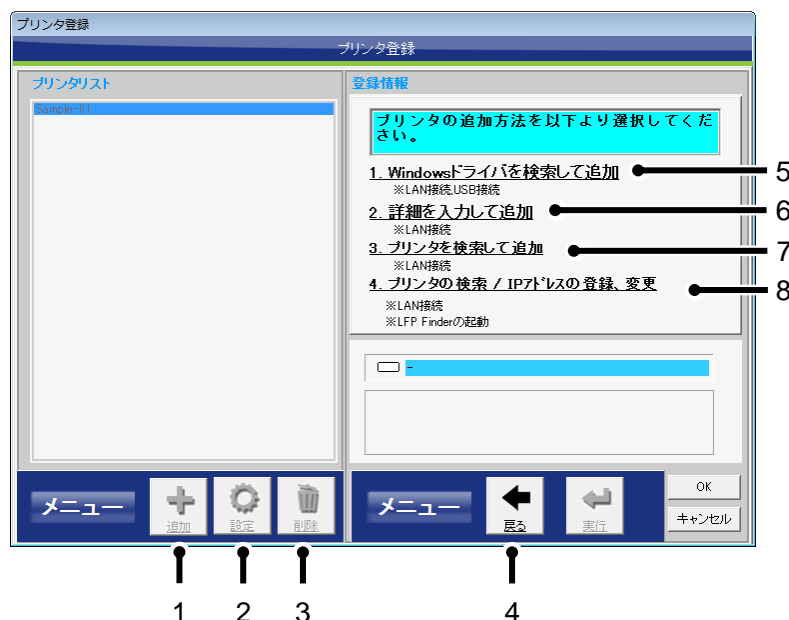 プリンタ登録
プリンタ登録
プリンタリスト
Sample-01
登録情報
プリンタの追加方法を以下より選択してくだ
さい。
1. Windowsドライバを検索して追加
※LAN接続,USB接続
5
2. 詳細を入力して追加
※LAN接続
6
3. プリンタを検索して追加
※LAN接続
7
4. プリンタの検索 / IPアドレスの登録、変更
※LAN接続
※LFP Finderの起動
8
-
メニュー
追加
設定
削除
メニュー
戻る
実行
OK
キャンセル
1
2
3
4